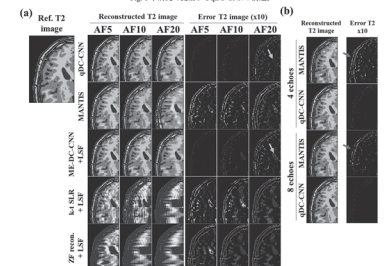 (a)
Ref. T2
image
Reconstructed T2 image
Error T2 image (x10)
AF5 AF10 AF20 AF5 AF10 AF20
qDC-CNN
MANTIS
ME-DC-CNN
+LSF
k-t SLR
+ LSF
ZF recon.
+ LSF
(b)
Reconstructed
T2 image
Error T2
x10
4 echoes
MANTIS
qDC-CNN
8 echoes
MANTIS
qDC-CNN